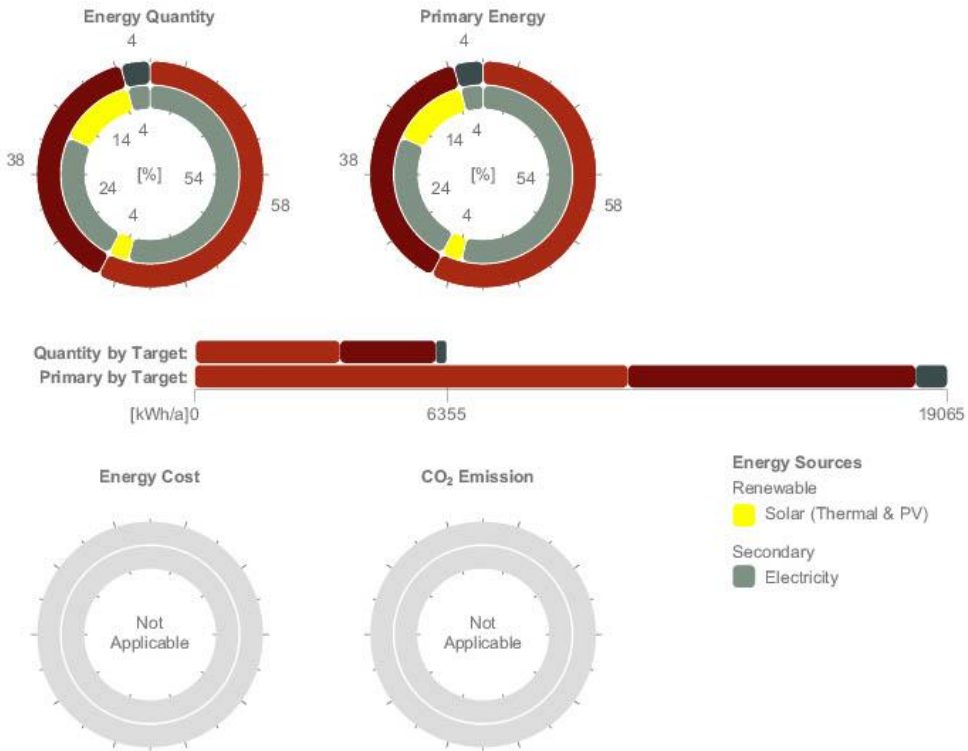 Energy Quantity
Primary Energy
4
4
4
4
14
14
38
[%]
54
38
[%]
54
24
24
58
58
4
4
Quantity by Target:
Primary by Target:
[kWh/a]0
6355
19065
Energy Cost
CO₂ Emission
Energy Sources
Renewable
Solar (Thermal & PV)
Secondary
Electricity
Not
Applicable
Not
Applicable